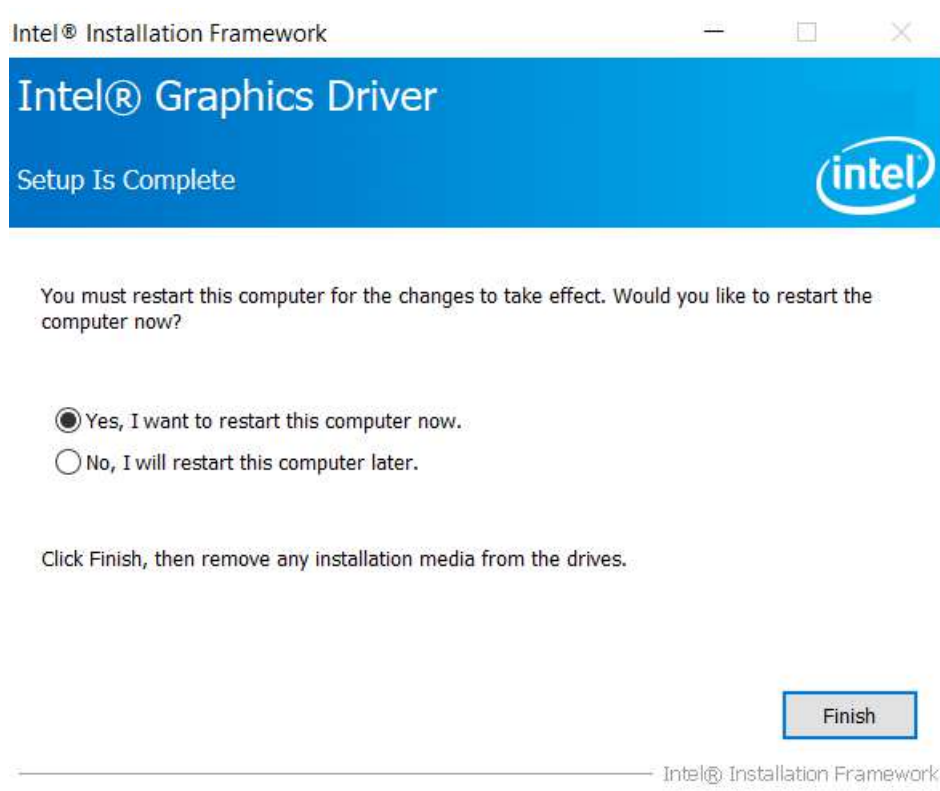 Intel® Installation Framework
Intel® Graphics Driver
Setup Is Complete
intel
You must restart this computer for the changes to take effect. Would you like to restart the
computer now?
Yes, I want to restart this computer now.
No, I will restart this computer later.
Click Finish, then remove any installation media from the drives.
Finish
Intel® Installation Framework